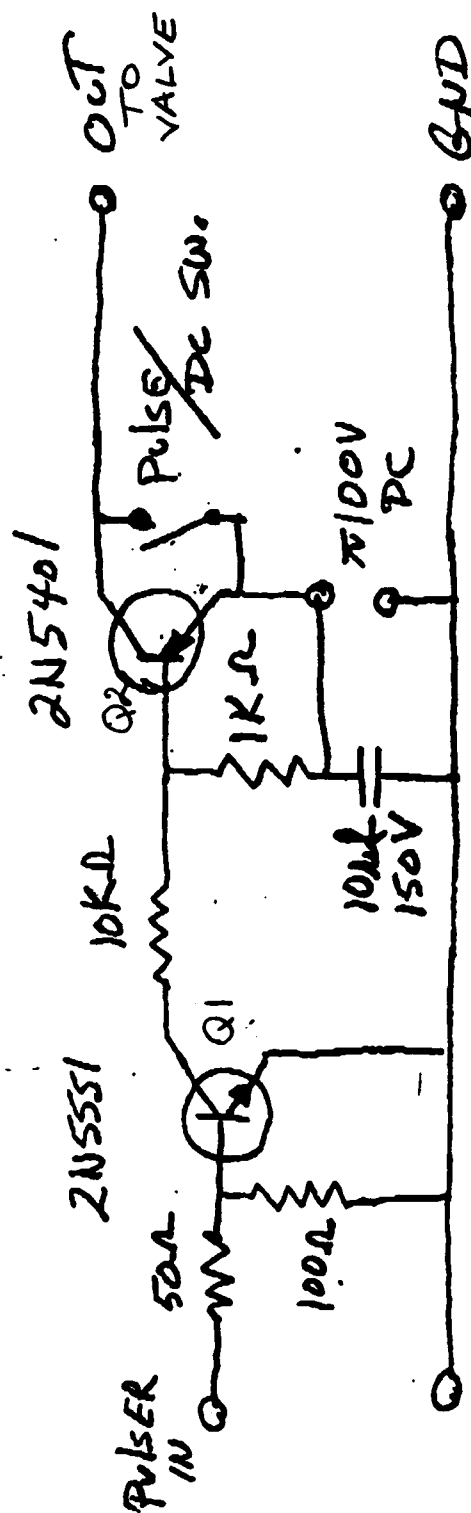 PulsER
IN
50Ω
100Ω
2N5551
Q1
10KΩ
1KΩ
10µf
150V
2N5401
Q2
Pulse/
DC SW.
≈100V
DC
OUT
TO
VALVE
GND